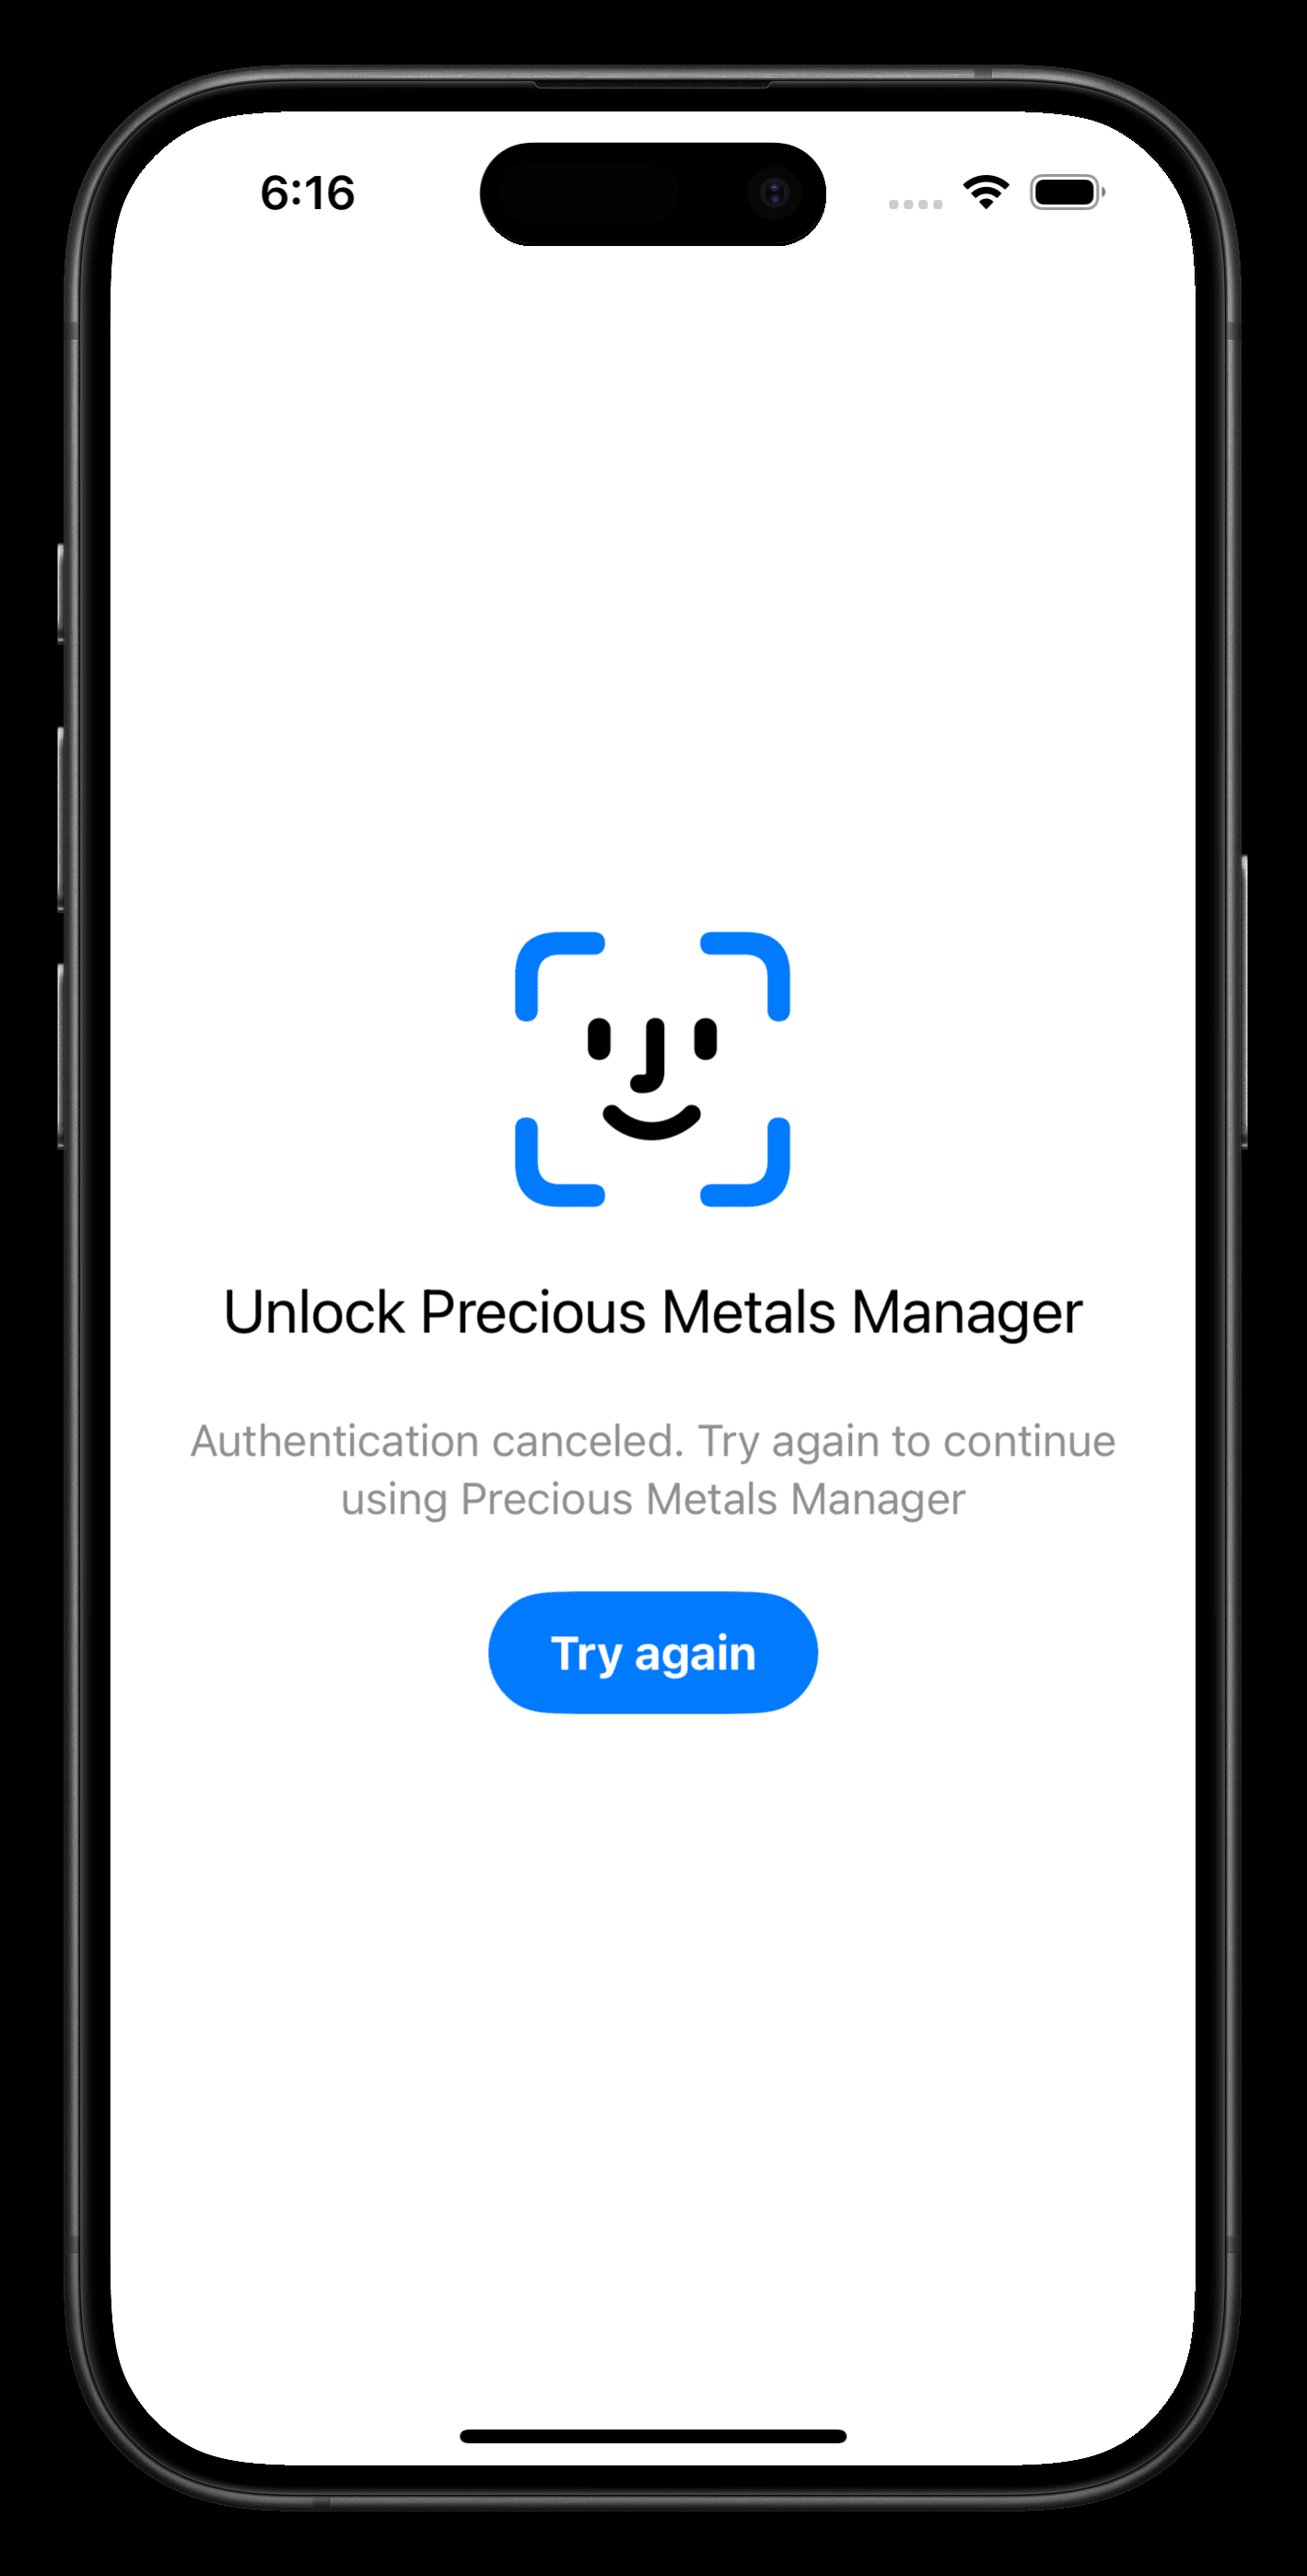 6:16
Unlock Precious Metals Manager
Authentication canceled. Try again to continue
using Precious Metals Manager
Try again